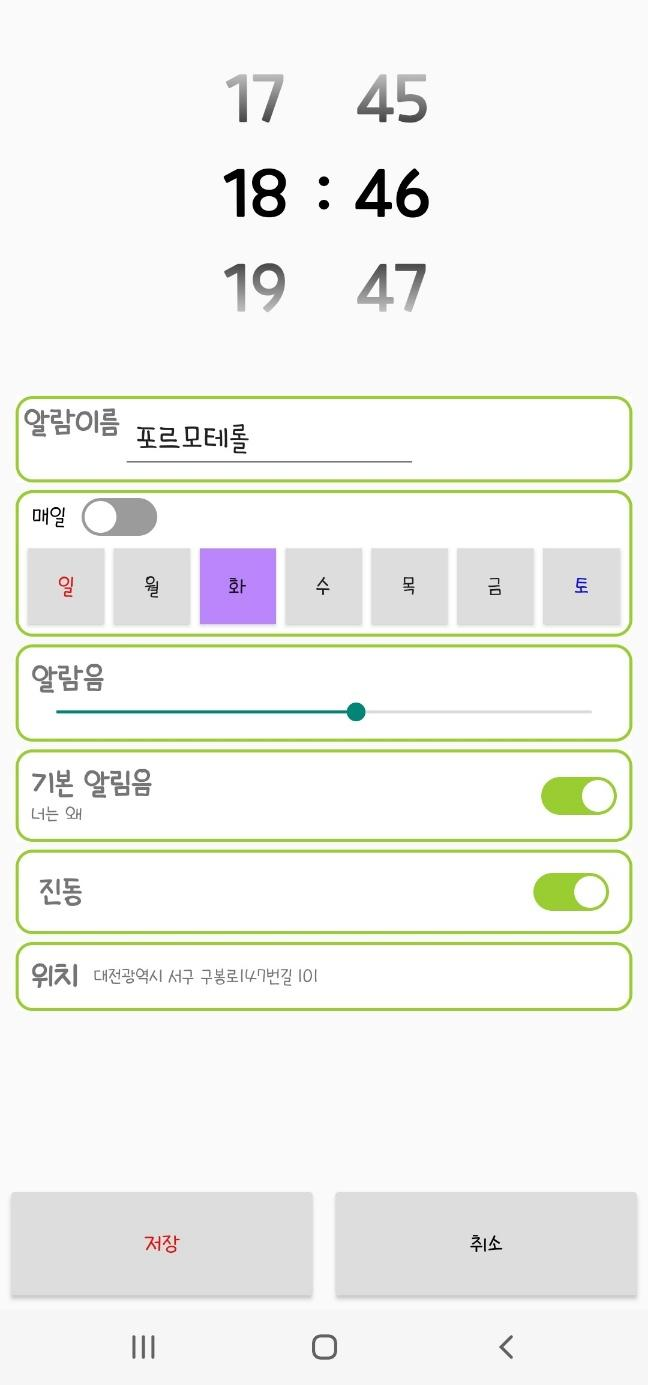 17 45
18 : 46
19 47
알람이름 포르모테롤
매일
일 월 화 수 목 금 토
알람음
기본 알림음
너는 왜
진동
위치 대전광역시 서구 구봉로147번길 101
저장 취소